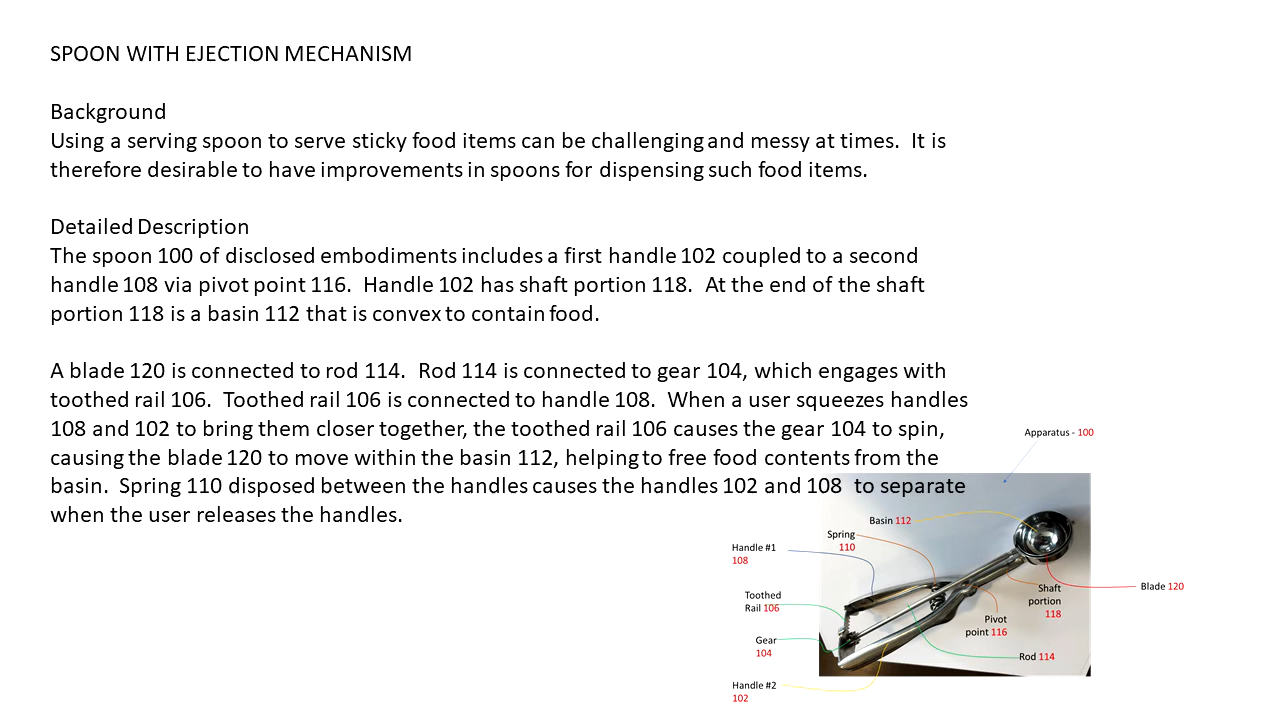 SPOON WITH EJECTION MECHANISM
Background
Using a serving spoon to serve sticky food items can be challenging and messy at times.  It is
therefore desirable to have improvements in spoons for dispensing such food items.
Detailed Description
The spoon 100 of disclosed embodiments includes a first handle 102 coupled to a second
handle 108 via pivot point 116.  Handle 102 has shaft portion 118.  At the end of the shaft
portion 118 is a basin 112 that is convex to contain food.
A blade 120 is connected to rod 114.  Rod 114 is connected to gear 104, which engages with
toothed rail 106.  Toothed rail 106 is connected to handle 108.  When a user squeezes handles
108 and 102 to bring them closer together, the toothed rail 106 causes the gear 104 to spin,
causing the blade 120 to move within the basin 112, helping to free food contents from the
basin.  Spring 110 disposed between the handles causes the handles 102 and 108  to separate
when the user releases the handles.
Apparatus - 100
Basin 112
Spring
110
Handle #1
108
Blade 120
Shaft
portion
118
Toothed
Rail 106
Pivot
point 116
Gear
104
Rod 114
Handle #2
102